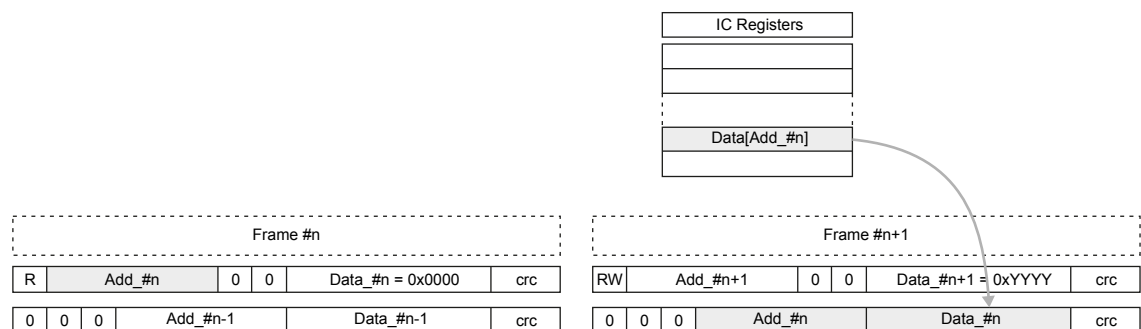 IC Registers
Data[Add_#n]
Frame #n
Frame #n+1
R Add_#n 0 0 Data_#n = 0x0000 crc
RW Add_#n+1 0 0 Data_#n+1 = 0xYYYY crc
0 0 0 Add_#n-1 Data_#n-1 crc
0 0 0 Add_#n Data_#n crc